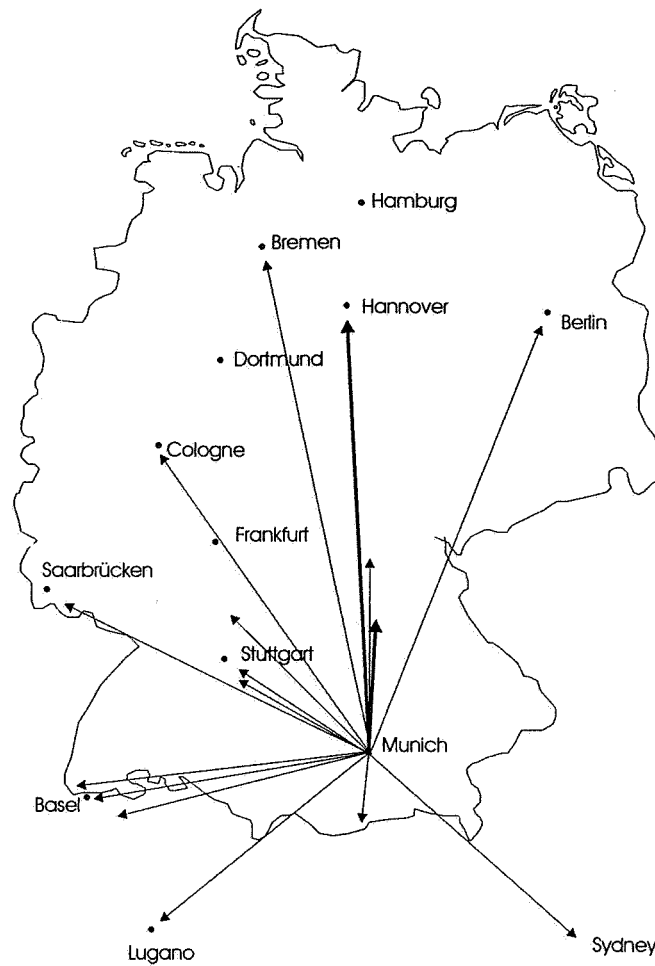 Hamburg
Bremen
Hannover
Berlin
Dortmund
Cologne
Frankfurt
Saarbrücken
Stuttgart
Munich
Basel
Lugano
Sydney